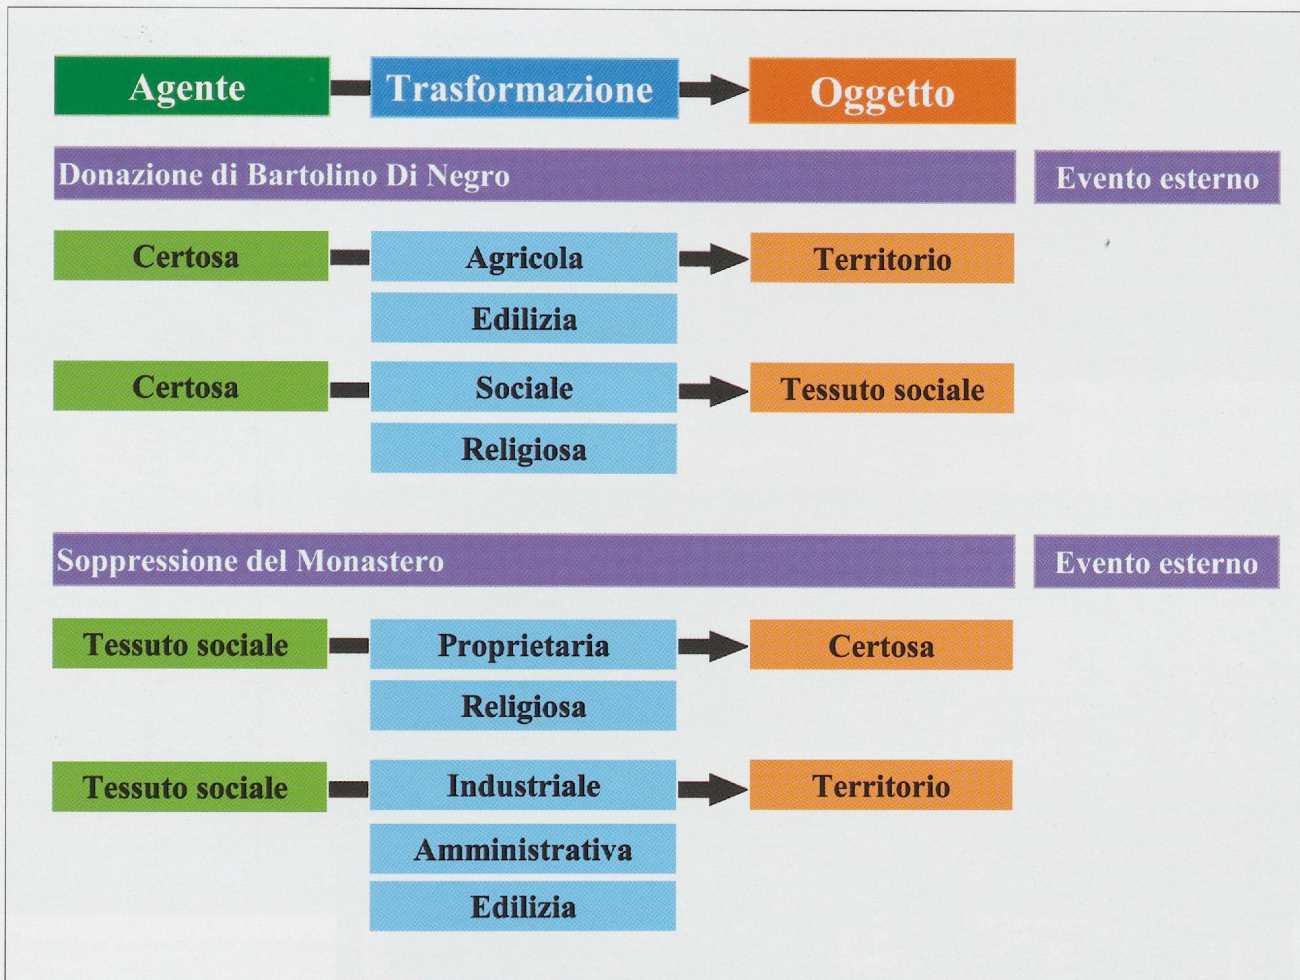 Agente Trasformazione Oggetto
Donazione di Bartolino Di Negro Evento esterno
Certosa Agricola Territorio
Edilizia
Certosa Sociale Tessuto sociale
Religiosa
Soppressione del Monastero Evento esterno
Tessuto sociale Proprietaria Certosa
Religiosa
Tessuto sociale Industriale Territorio
Amministrativa
Edilizia